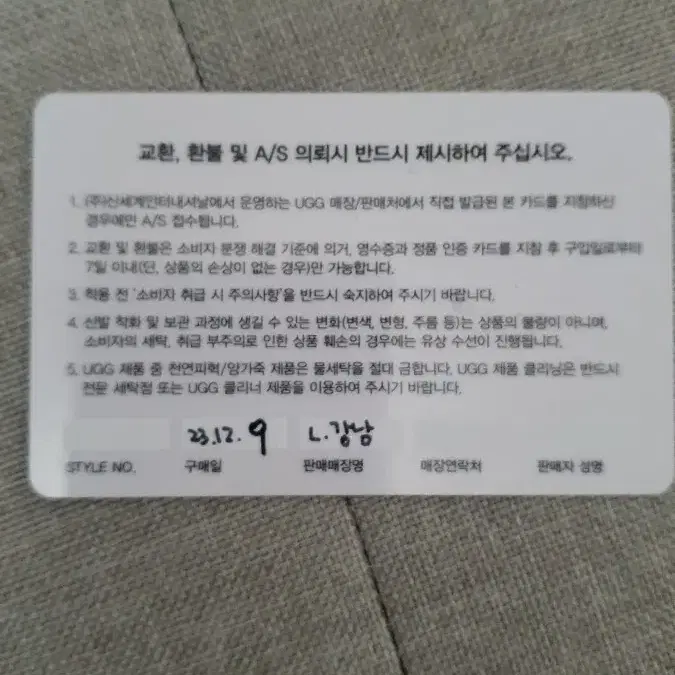 교환, 환불 및 A/S 의뢰시 반드시 제시하여 주십시오.
1. (주)신세계인터내셔날에서 운영하는 UGG 매장/판매처에서 직접 발급된 본 카드를 지참하신
경우에만 A/S 접수됩니다.
2. 교환 및 환불은 소비자 분쟁 해결 기준에 의거, 영수증과 정품 인증 카드를 지참 후 구입일로부터
7일 이내(단, 상품의 손상이 없는 경우)만 가능합니다.
3. 착용 전 '소비자 취급 시 주의사항'을 반드시 숙지하여 주시기 바랍니다.
4. 신발 착화 및 보관 과정에 생길 수 있는 변화(변색, 변형, 주름 등)는 상품의 불량이 아니며,
소비자의 세탁, 취급 부주의로 인한 상품 훼손의 경우에는 유상 수선이 진행됩니다.
5. UGG 제품 중 천연피혁/양가죽 제품은 물세탁을 절대 금합니다. UGG 제품 클리닝은 반드시
전문 세탁점 또는 UGG 클리너 제품을 이용하여 주시기 바랍니다.
23.12.9 L.강남
STYLE NO. 구매일 판매매장명 매장연락처 판매자 성명